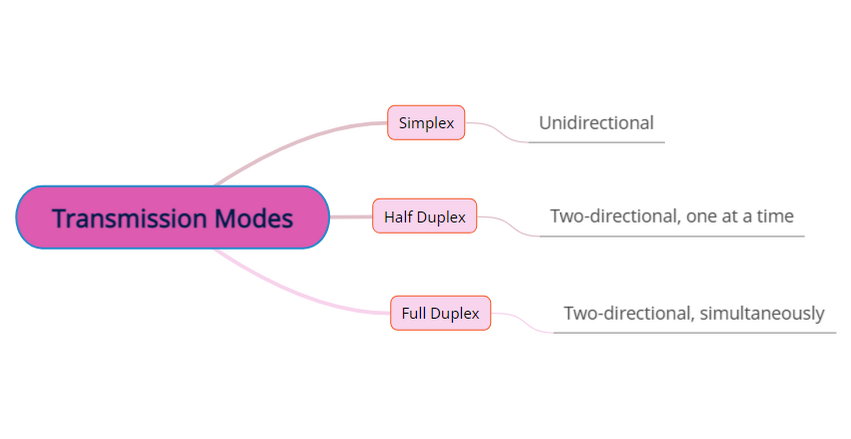 Transmission Modes
Simplex
Unidirectional
Half Duplex
Two-directional, one at a time
Full Duplex
Two-directional, simultaneously